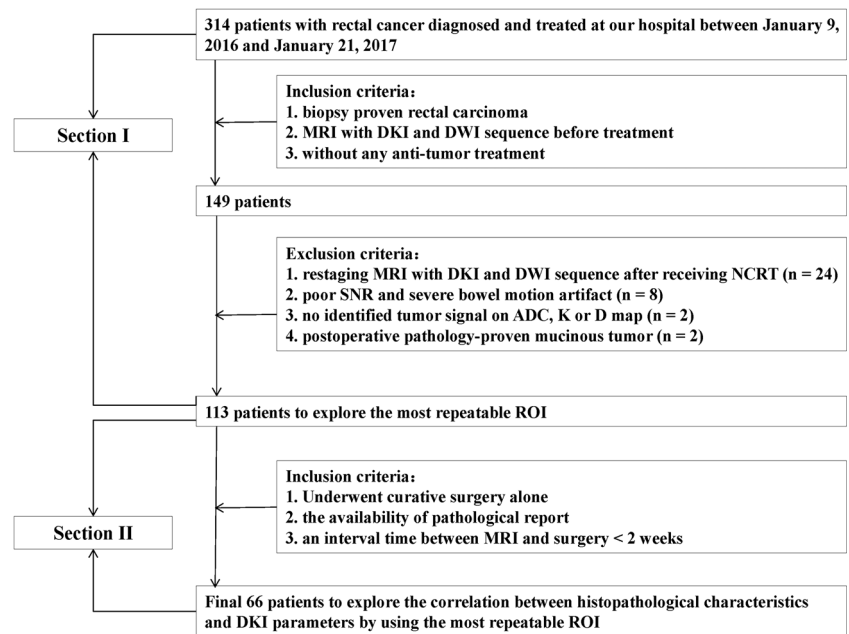 314 patients with rectal cancer diagnosed and treated at our hospital between January 9,
2016 and January 21, 2017
Inclusion criteria：
1. biopsy proven rectal carcinoma
2. MRI with DKI and DWI sequence before treatment
3. without any anti-tumor treatment
Section I
149 patients
Exclusion criteria：
1. restaging MRI with DKI and DWI sequence after receiving NCRT (n = 24)
2. poor SNR and severe bowel motion artifact (n = 8)
3. no identified tumor signal on ADC, K or D map (n = 2)
4. postoperative pathology-proven mucinous tumor (n = 2)
113 patients to explore the most repeatable ROI
Inclusion criteria：
1. Underwent curative surgery alone
2. the availability of pathological report
3. an interval time between MRI and surgery < 2 weeks
Section II
Final 66 patients to explore the correlation between histopathological characteristics
and DKI parameters by using the most repeatable ROI